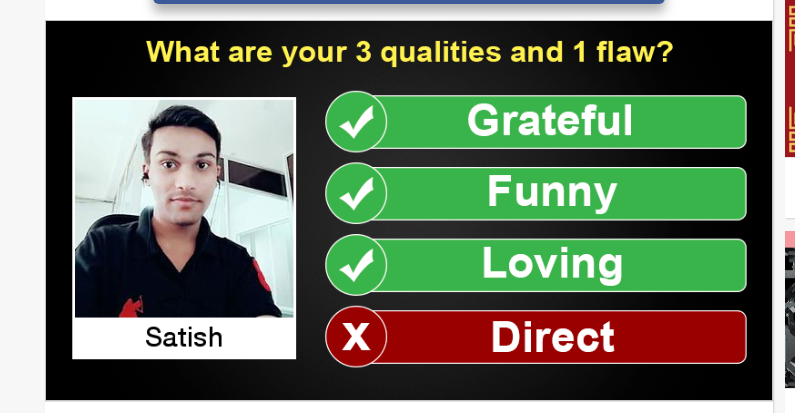 What are your 3 qualities and 1 flaw?
Grateful
Funny
Loving
X Direct
Satish